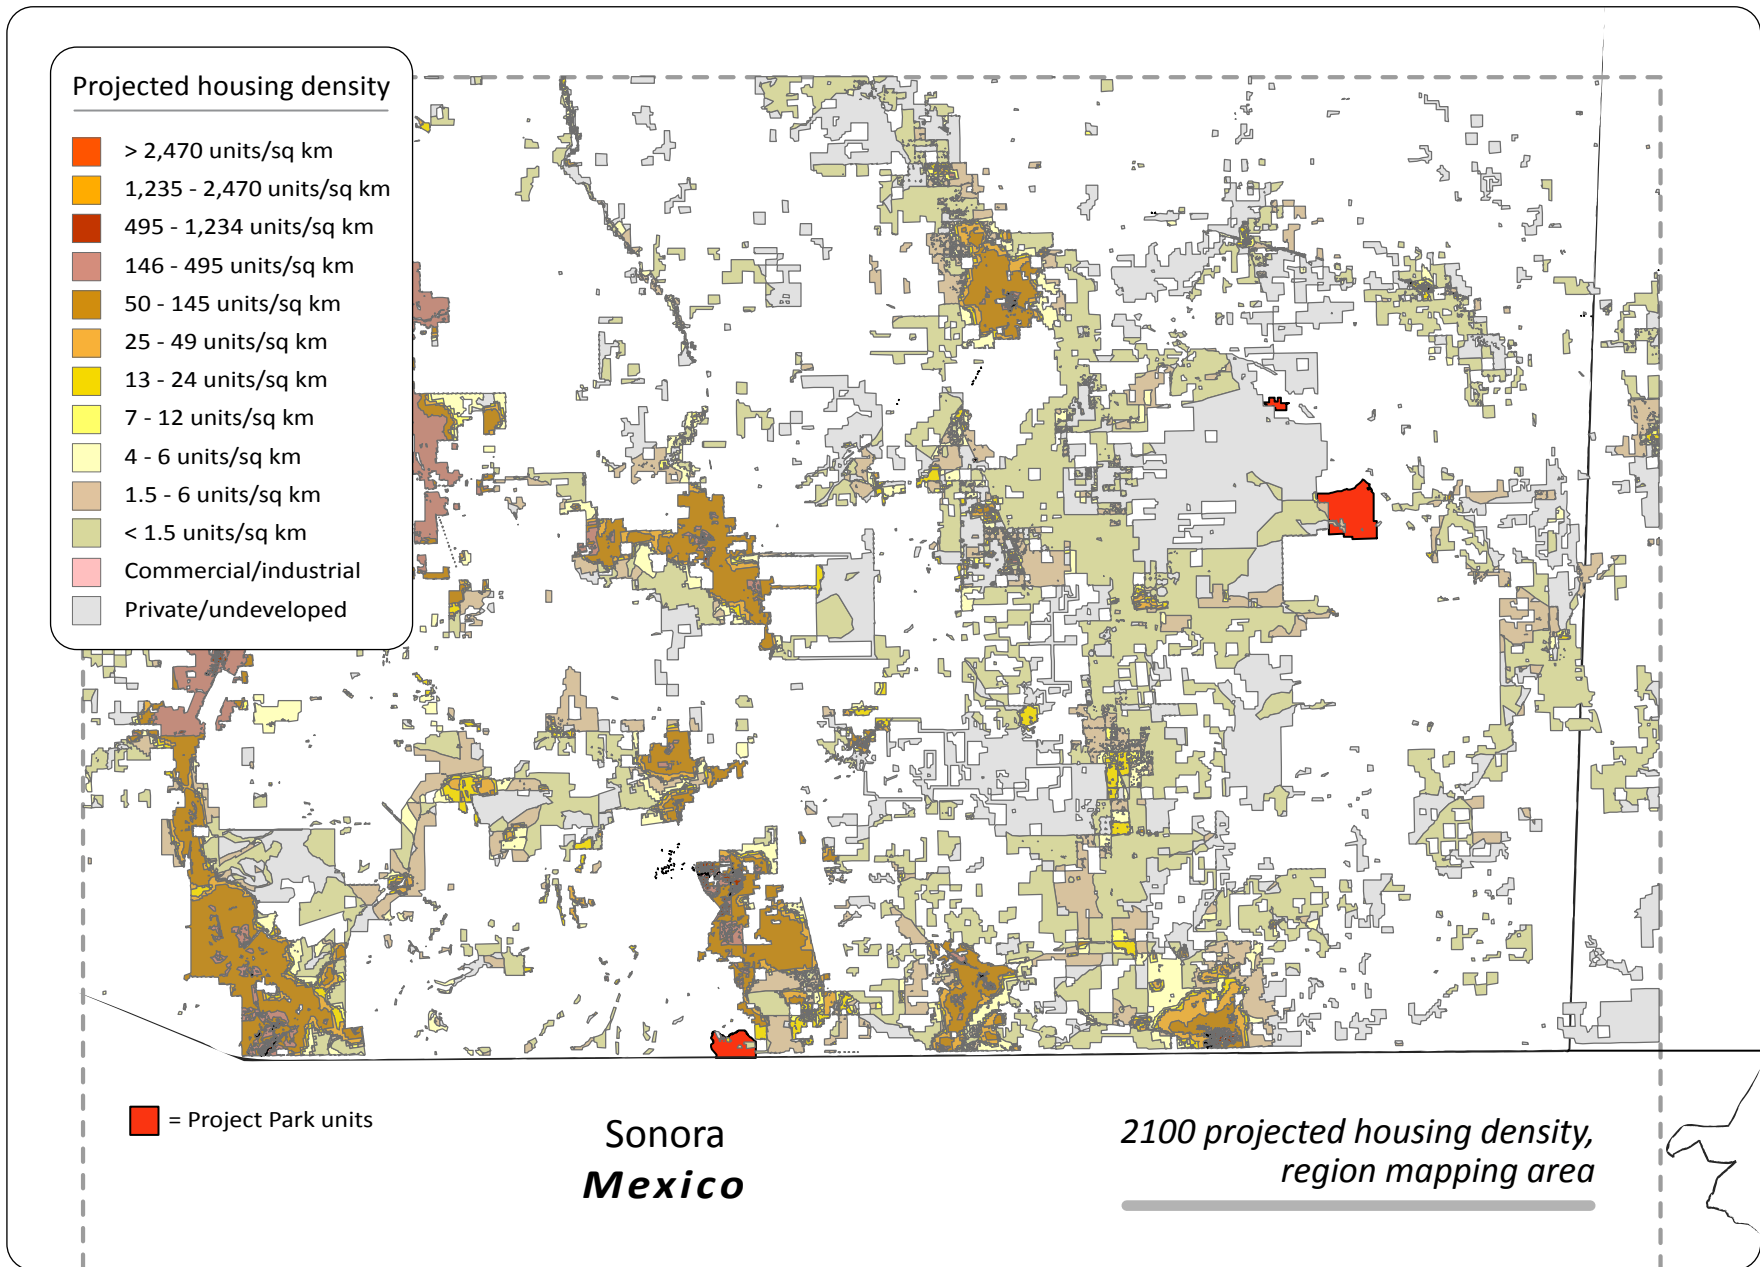 Projected housing density
> 2,470 units/sq km
1,235 - 2,470 units/sq km
495 - 1,234 units/sq km
146 - 495 units/sq km
50 - 145 units/sq km
25 - 49 units/sq km
13 - 24 units/sq km
7 - 12 units/sq km
4 - 6 units/sq km
1.5 - 6 units/sq km
< 1.5 units/sq km
Commercial/industrial
Private/undeveloped
= Project Park units
Sonora
Mexico
2100 projected housing density,
region mapping area